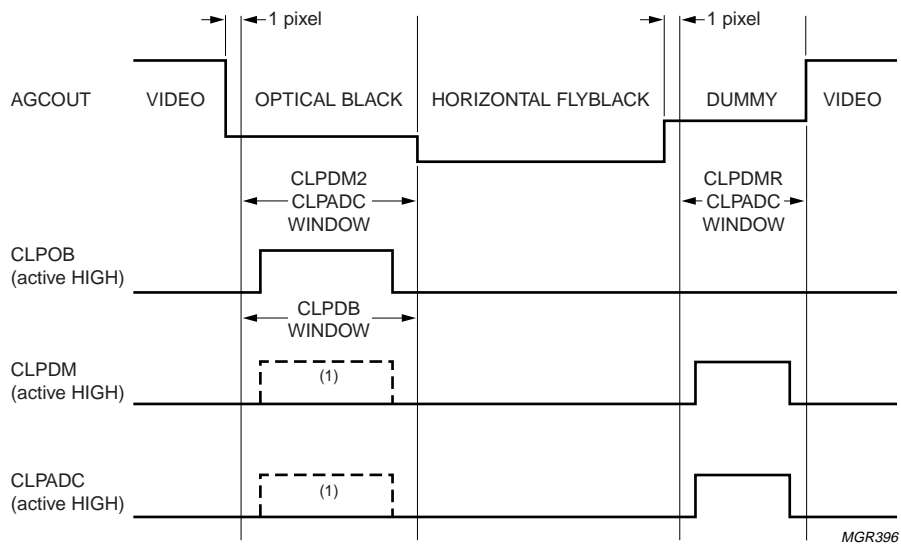 1 pixel
1 pixel
AGCOUT
VIDEO
OPTICAL BLACK
HORIZONTAL FLYBLACK
DUMMY
VIDEO
CLPDM2
CLPADC
WINDOW
CLPDMR
CLPADC
WINDOW
CLPOB
(active HIGH)
CLPDB
WINDOW
CLPDM
(active HIGH)
(1)
CLPADC
(active HIGH)
(1)
MGR396